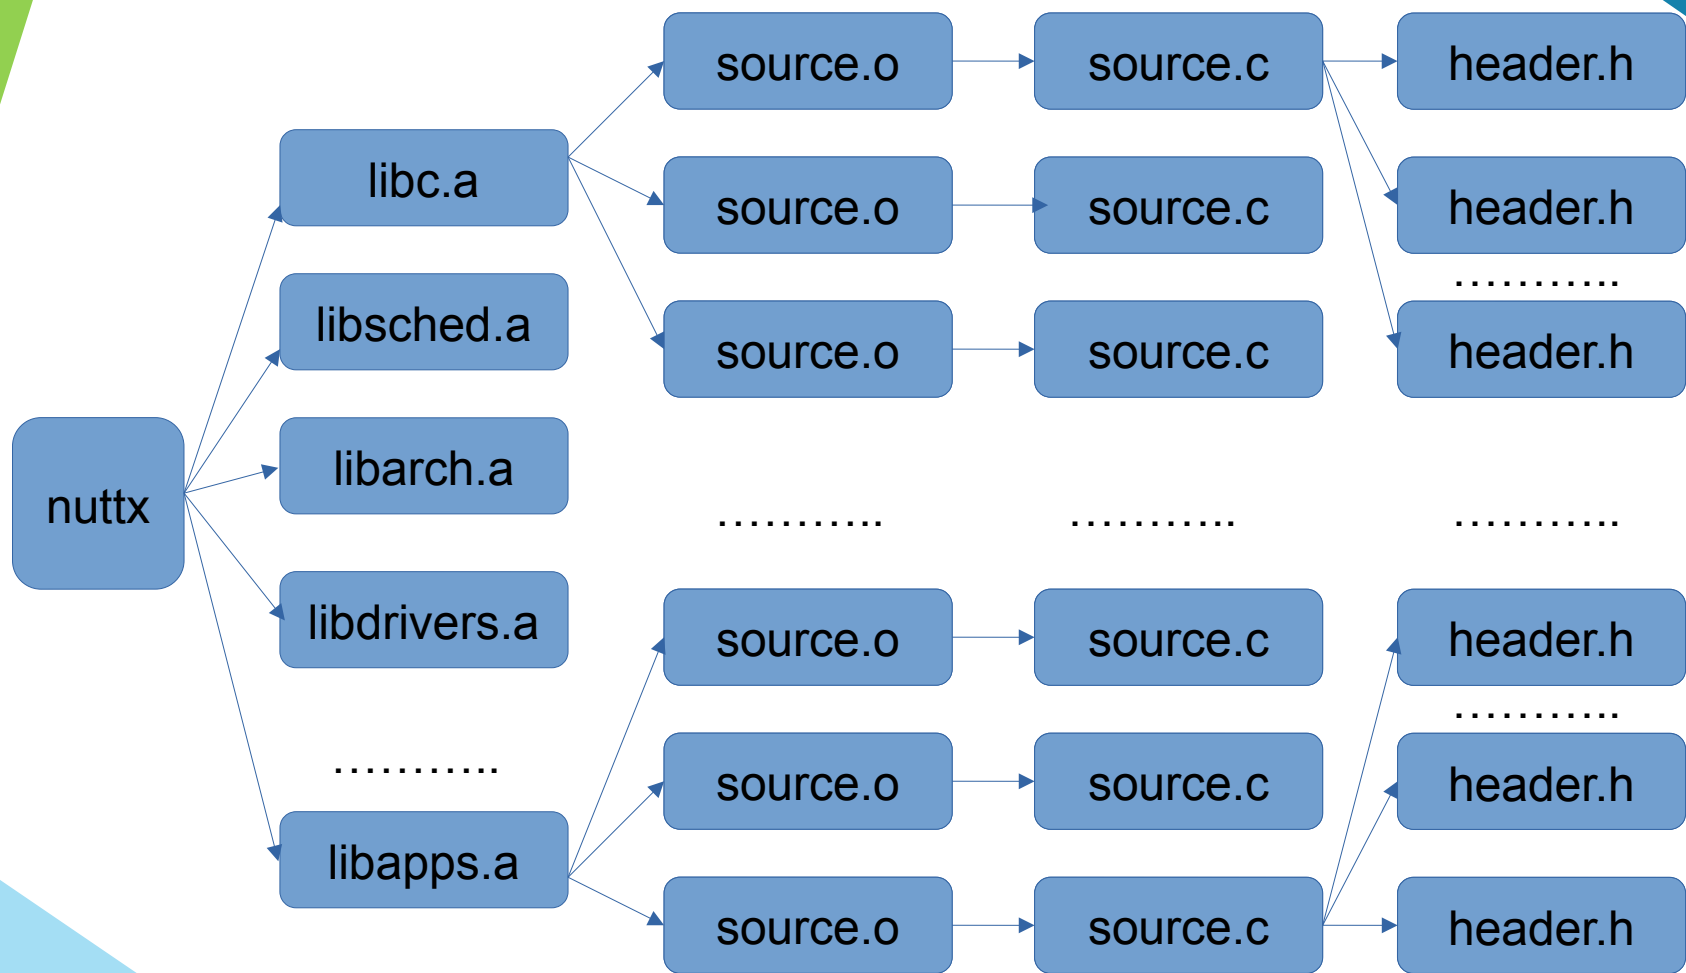 source.o source.c header.h
libc.a
source.o source.c header.h
………..
libsched.a
source.o source.c header.h
libarch.a
nuttx
……….. ……….. ………..
libdrivers.a
source.o source.c header.h
………..
………..
source.o source.c header.h
libapps.a
source.o source.c header.h